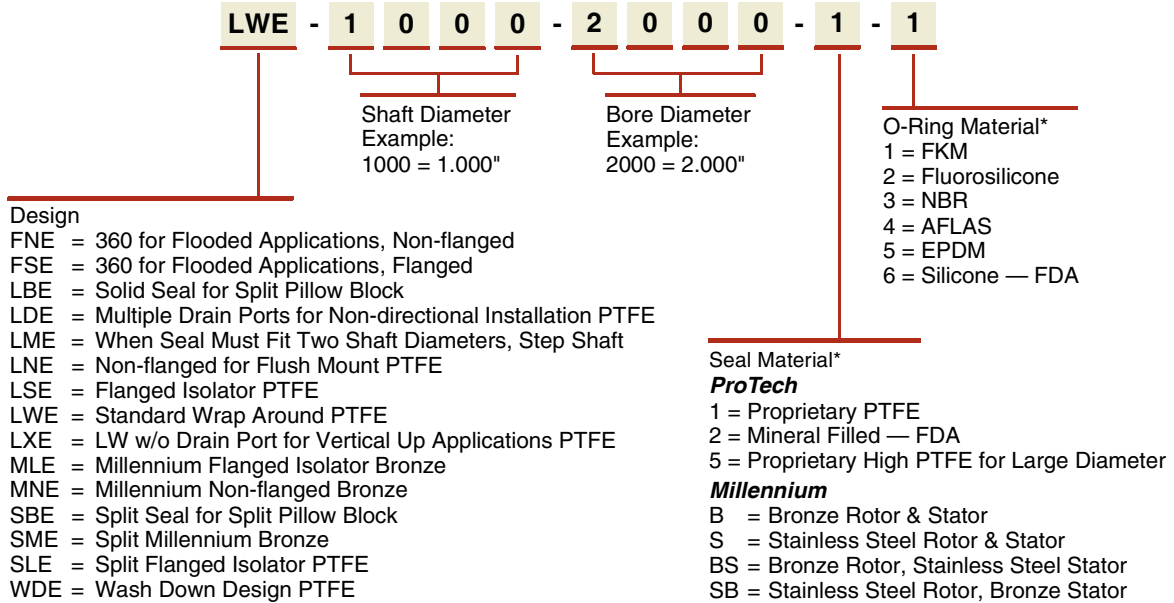 LWE - 1 0 0 0 - 2 0 0 0 - 1 - 1
Shaft Diameter
Example:
1000 = 1.000"
Bore Diameter
Example:
2000 = 2.000"
O-Ring Material*
1 = FKM
2 = Fluorosilicone
3 = NBR
4 = AFLAS
5 = EPDM
6 = Silicone — FDA
Design
FNE = 360 for Flooded Applications, Non-flanged
FSE = 360 for Flooded Applications, Flanged
LBE = Solid Seal for Split Pillow Block
LDE = Multiple Drain Ports for Non-directional Installation PTFE
LME = When Seal Must Fit Two Shaft Diameters, Step Shaft
LNE = Non-flanged for Flush Mount PTFE
LSE = Flanged Isolator PTFE
LWE = Standard Wrap Around PTFE
LXE = LW w/o Drain Port for Vertical Up Applications PTFE
MLE = Millennium Flanged Isolator Bronze
MNE = Millennium Non-flanged Bronze
SBE = Split Seal for Split Pillow Block
SME = Split Millennium Bronze
SLE = Split Flanged Isolator PTFE
WDE = Wash Down Design PTFE
Seal Material*
ProTech
1 = Proprietary PTFE
2 = Mineral Filled — FDA
5 = Proprietary High PTFE for Large Diameter
Millennium
B = Bronze Rotor & Stator
S = Stainless Steel Rotor & Stator
BS = Bronze Rotor, Stainless Steel Stator
SB = Stainless Steel Rotor, Bronze Stator